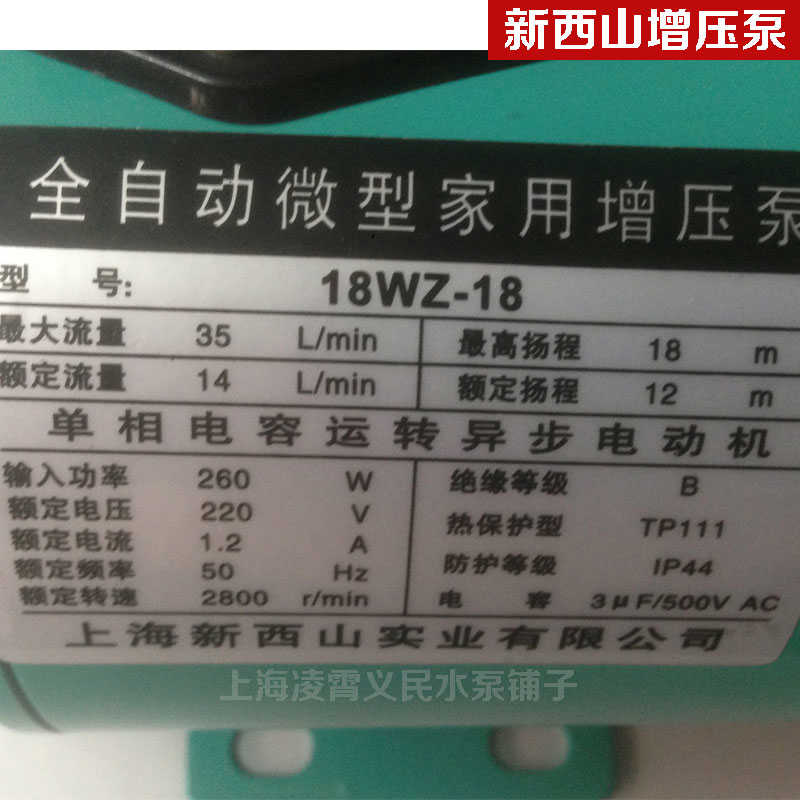 新西山增压泵
全自动微型家用增压泵
型 号: 18WZ-18
最大流量 35 L/min 最高扬程 18 m
额定流量 14 L/min 额定扬程 12 m
单相电容运转异步电动机
输入功率 260 W 绝缘等级 B
额定电压 220 V 热保护型 TP111
额定电流 1.2 A 防护等级 IP44
额定频率 50 Hz 电 容 3μF/500V AC
额定转速 2800 r/min
上海新西山实业有限公司
上海凌霄义民水泵铺子